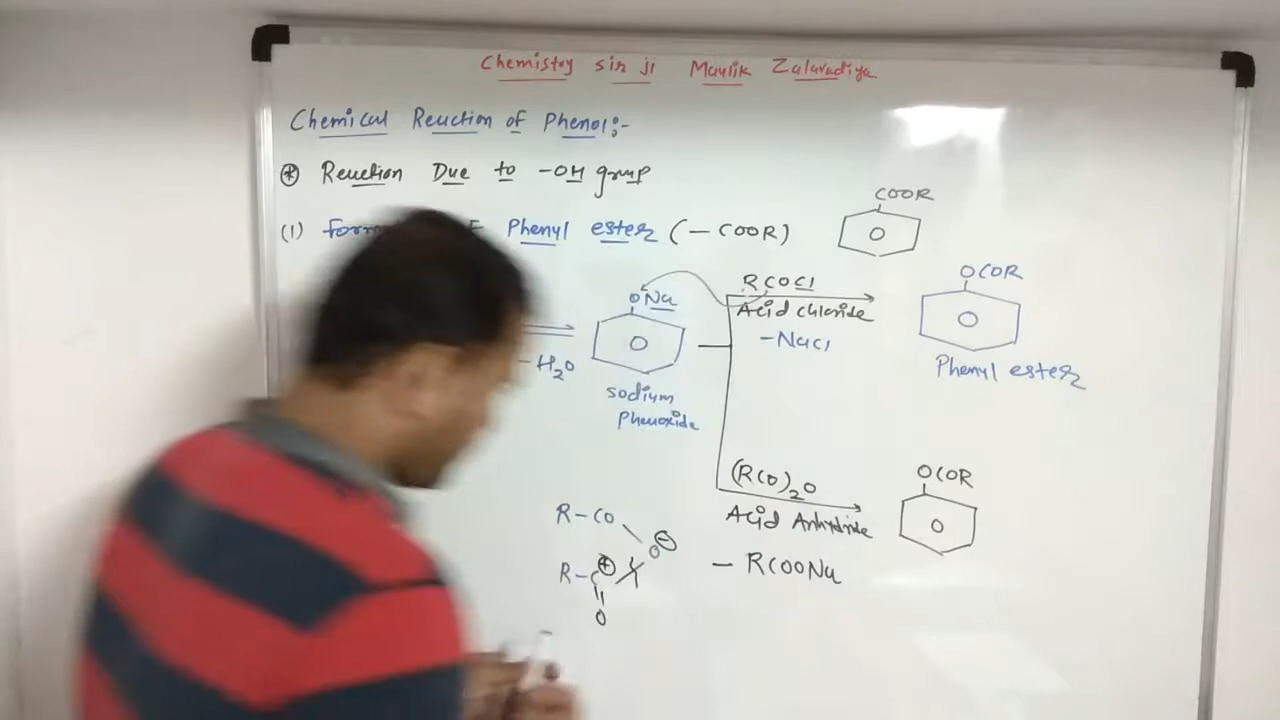 Chemistry sir ji Maulik Zalavadiya
Chemical Reaction of Phenol:-
* Reaction Due to -OH group
(1) Phenyl ester (- COOR)
COOR
ONa
RCOCl
Acid chloride
- NaCl
OCOR
Phenyl ester
- H2O
sodium
Phenoxide
(RCO)2O
Acid Anhydride
- RCOONa
OCOR
R-CO
O⊖
R-C⊕
O